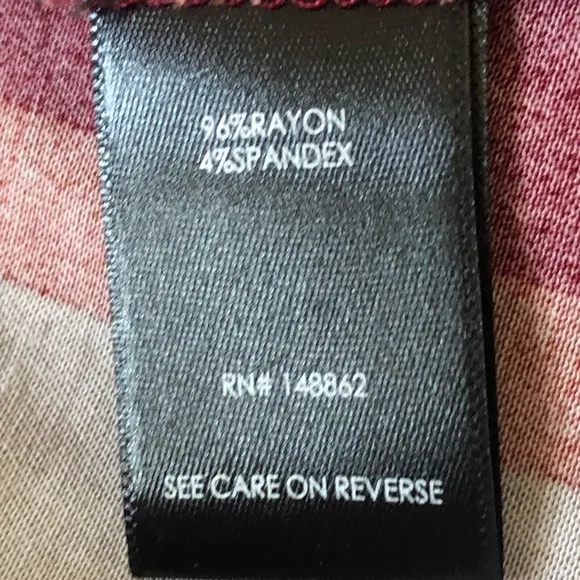 96%RAYON
4%SPANDEX
RN# 148862
SEE CARE ON REVERSE